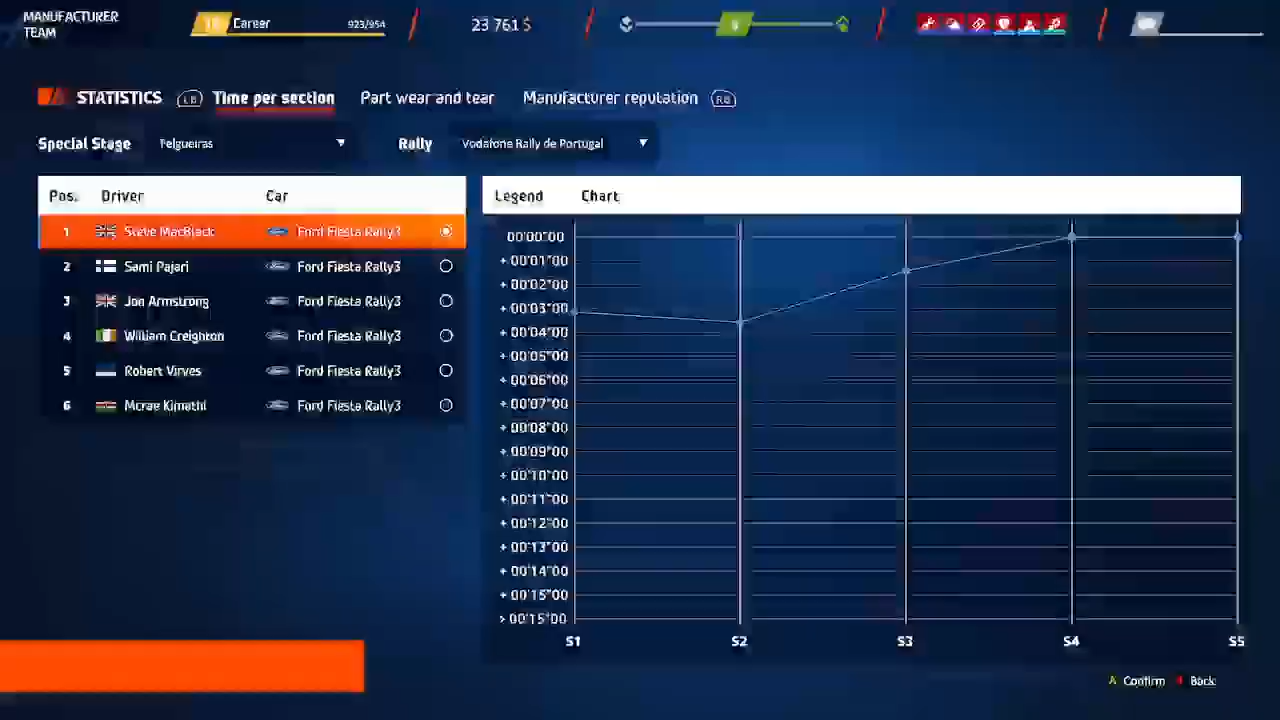 MANUFACTURER
TEAM
Career 923/954
23 761 $
STATISTICS LB Time per section Part wear and tear Manufacturer reputation RB
Special Stage Felgueiras Rally Vodafone Rally de Portugal
Pos. Driver Car
1 Steve MacBlack Ford Fiesta Rally3
2 Sami Pajari Ford Fiesta Rally3
3 Jon Armstrong Ford Fiesta Rally3
4 William Creighton Ford Fiesta Rally3
5 Robert Virves Ford Fiesta Rally3
6 Mcrae Kimathi Ford Fiesta Rally3
Legend Chart
00'00"00
+ 00'01"00
+ 00'02"00
+ 00'03"00
+ 00'04"00
+ 00'05"00
+ 00'06"00
+ 00'07"00
+ 00'08"00
+ 00'09"00
+ 00'10"00
+ 00'11"00
+ 00'12"00
+ 00'13"00
+ 00'14"00
+ 00'15"00
> 00'15"00
S1 S2 S3 S4 S5
A Confirm Back